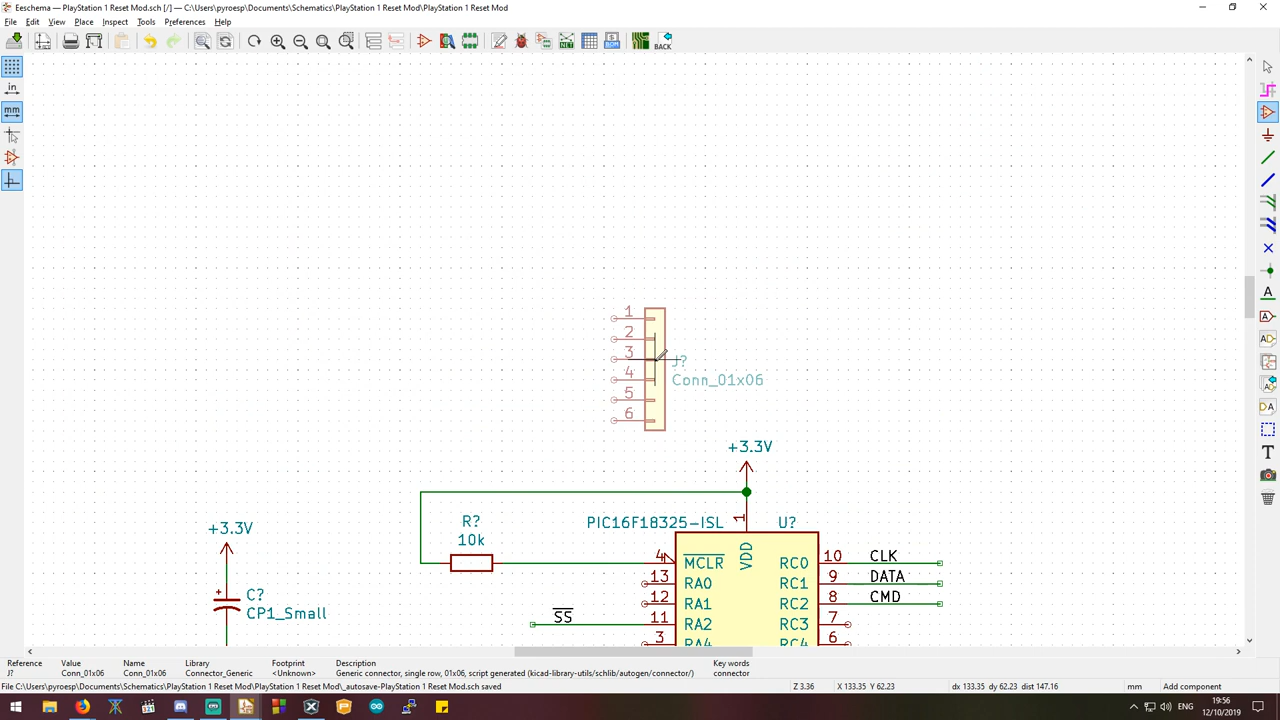 Eeschema — PlayStation 1 Reset Mod.sch [/] — C:\Users\pyroesp\Documents\Schematics\PlayStation 1 Reset Mod\PlayStation 1 Reset Mod
File Edit View Place Inspect Tools Preferences Help
BACK
in
mm
1
2
3
4
5
6
J?
Conn_01x06
+3.3V
+3.3V
R?
10k
PIC16F18325-ISL
U?
1
VDD
4 MCLR
13 RA0
12 RA1
SS
11 RA2
3 RA4
RC0 10 CLK
RC1 9 DATA
RC2 8 CMD
RC3 7
RC4 6
+
C?
CP1_Small
Reference Value Name Library Footprint Description Key words
J? Conn_01x06 Conn_01x06 Connector_Generic <Unknown> Generic connector, single row, 01x06, script generated (kicad-library-utils/schlib/autogen/connector/) connector
File C:\Users\pyroesp\Documents\Schematics\PlayStation 1 Reset Mod\PlayStation 1 Reset Mod\_autosave-PlayStation 1 Reset Mod.sch saved
Z 3.36 X 133.35 Y 62.23 dx 133.35 dy 62.23 dist 147.16 mm Add component
ENG
19:56
12/10/2019